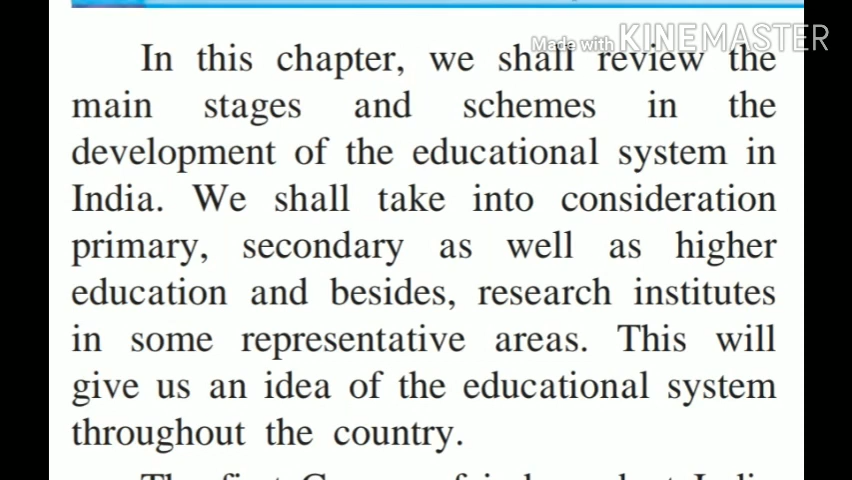 Made with KINEMASTER
In this chapter, we shall review the
main stages and schemes in the
development of the educational system in
India. We shall take into consideration
primary, secondary as well as higher
education and besides, research institutes
in some representative areas. This will
give us an idea of the educational system
throughout the country.